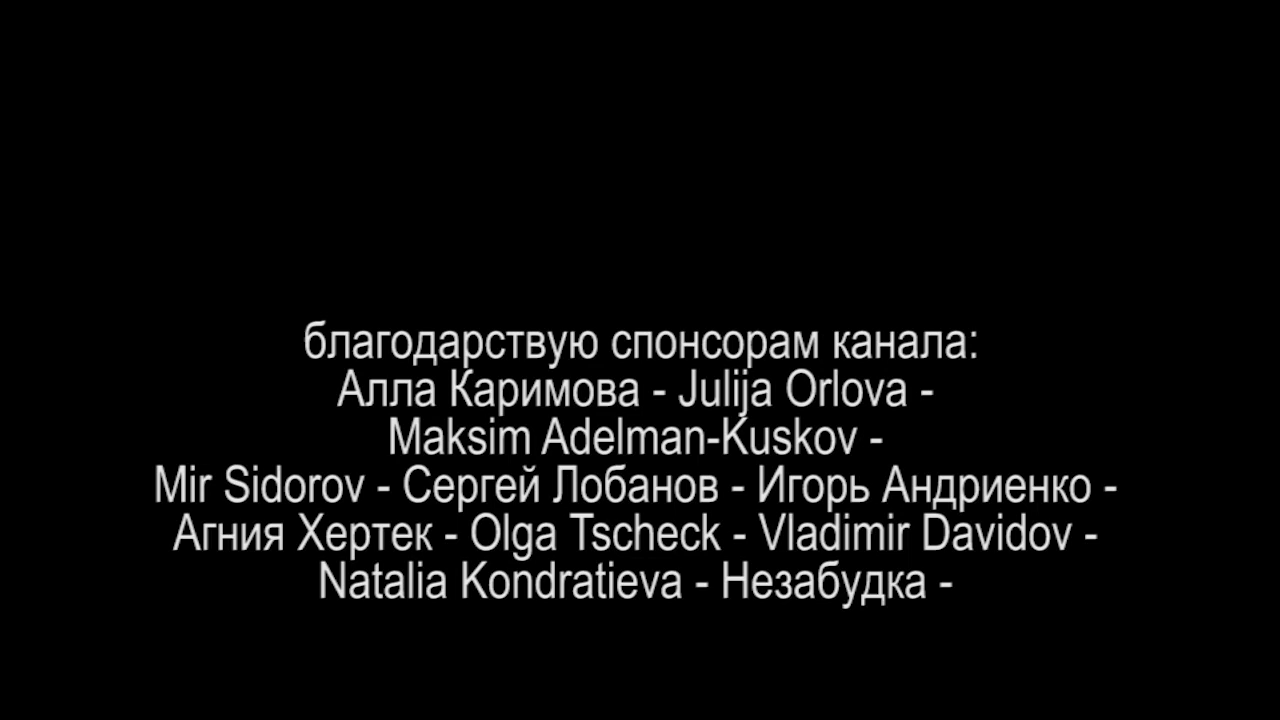 благодарствую спонсорам канала:
Алла Каримова - Julija Orlova -
Maksim Adelman-Kuskov -
Mir Sidorov - Сергей Лобанов - Игорь Андриенко -
Агния Хертек - Olga Tscheck - Vladimir Davidov -
Natalia Kondratieva - Незабудка -